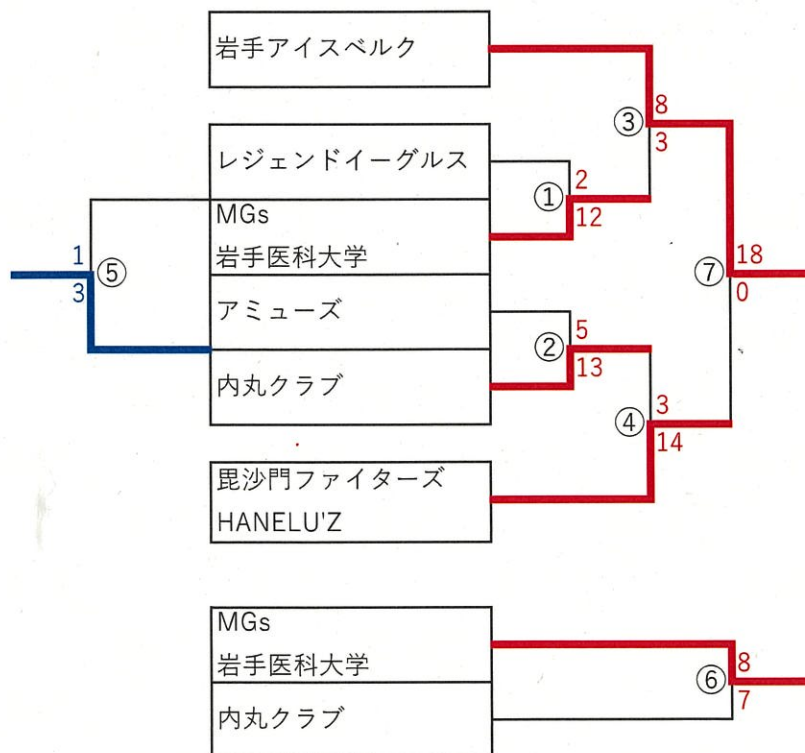 岩手アイスベルク
8
③
3
レジェンドイーグルス
2
①
12
MGs
岩手医科大学
1
⑤
3
18
⑦
0
アミューズ
5
②
13
内丸クラブ
3
④
14
毘沙門ファイターズ
HANELU'Z
MGs
岩手医科大学
8
⑥
7
内丸クラブ